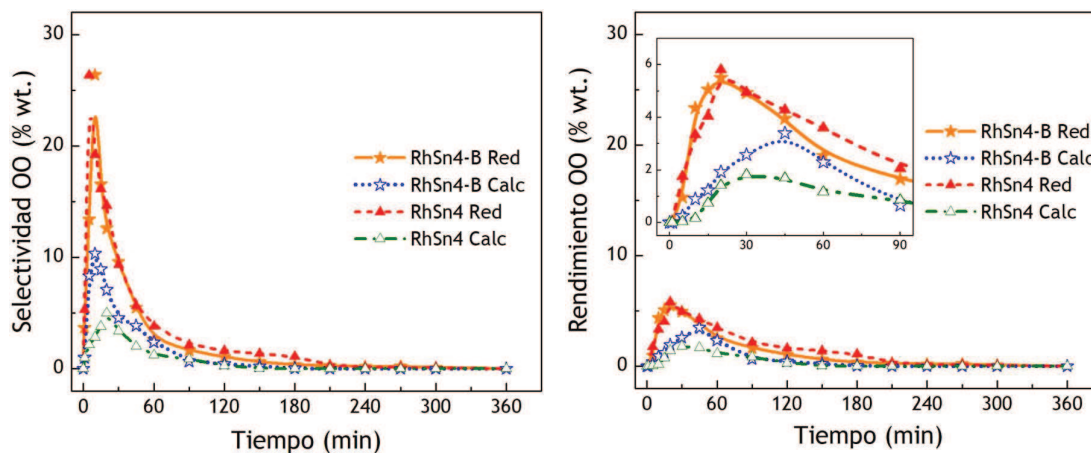 Selectividad OO (% wt.)
30
20
10
0
RhSn4-B Red
RhSn4-B Calc
RhSn4 Red
RhSn4 Calc
0 60 120 180 240 300 360
Tiempo (min)
Rendimiento OO (% wt.)
30
20
10
0
6
4
2
0
0 30 60 90
RhSn4-B Red
RhSn4-B Calc
RhSn4 Red
RhSn4 Calc
0 60 120 180 240 300 360
Tiempo (min)